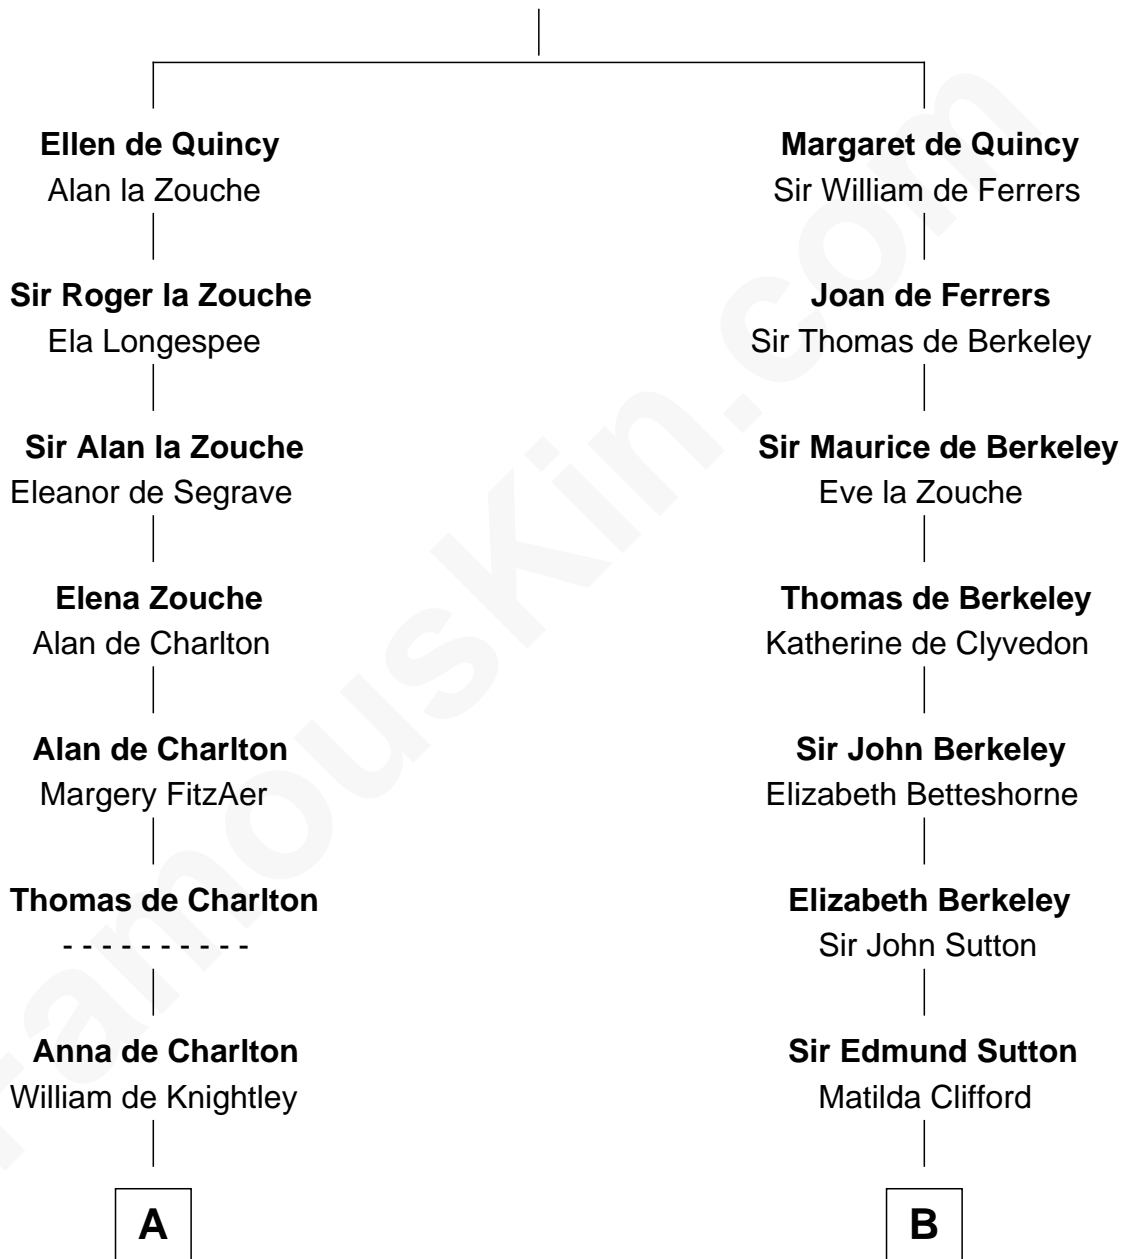 Ellen de Quincy
Alan la Zouche
Sir Roger la Zouche
Ela Longespee
Sir Alan la Zouche
Eleanor de Segrave
Elena Zouche
Alan de Charlton
Alan de Charlton
Margery FitzAer
Thomas de Charlton
- - - - - - - - - -
Anna de Charlton
William de Knightley
A
Margaret de Quincy
Sir William de Ferrers
Joan de Ferrers
Sir Thomas de Berkeley
Sir Maurice de Berkeley
Eve la Zouche
Thomas de Berkeley
Katherine de Clyvedon
Sir John Berkeley
Elizabeth Betteshorne
Elizabeth Berkeley
Sir John Sutton
Sir Edmund Sutton
Matilda Clifford
B
FamousKin.com